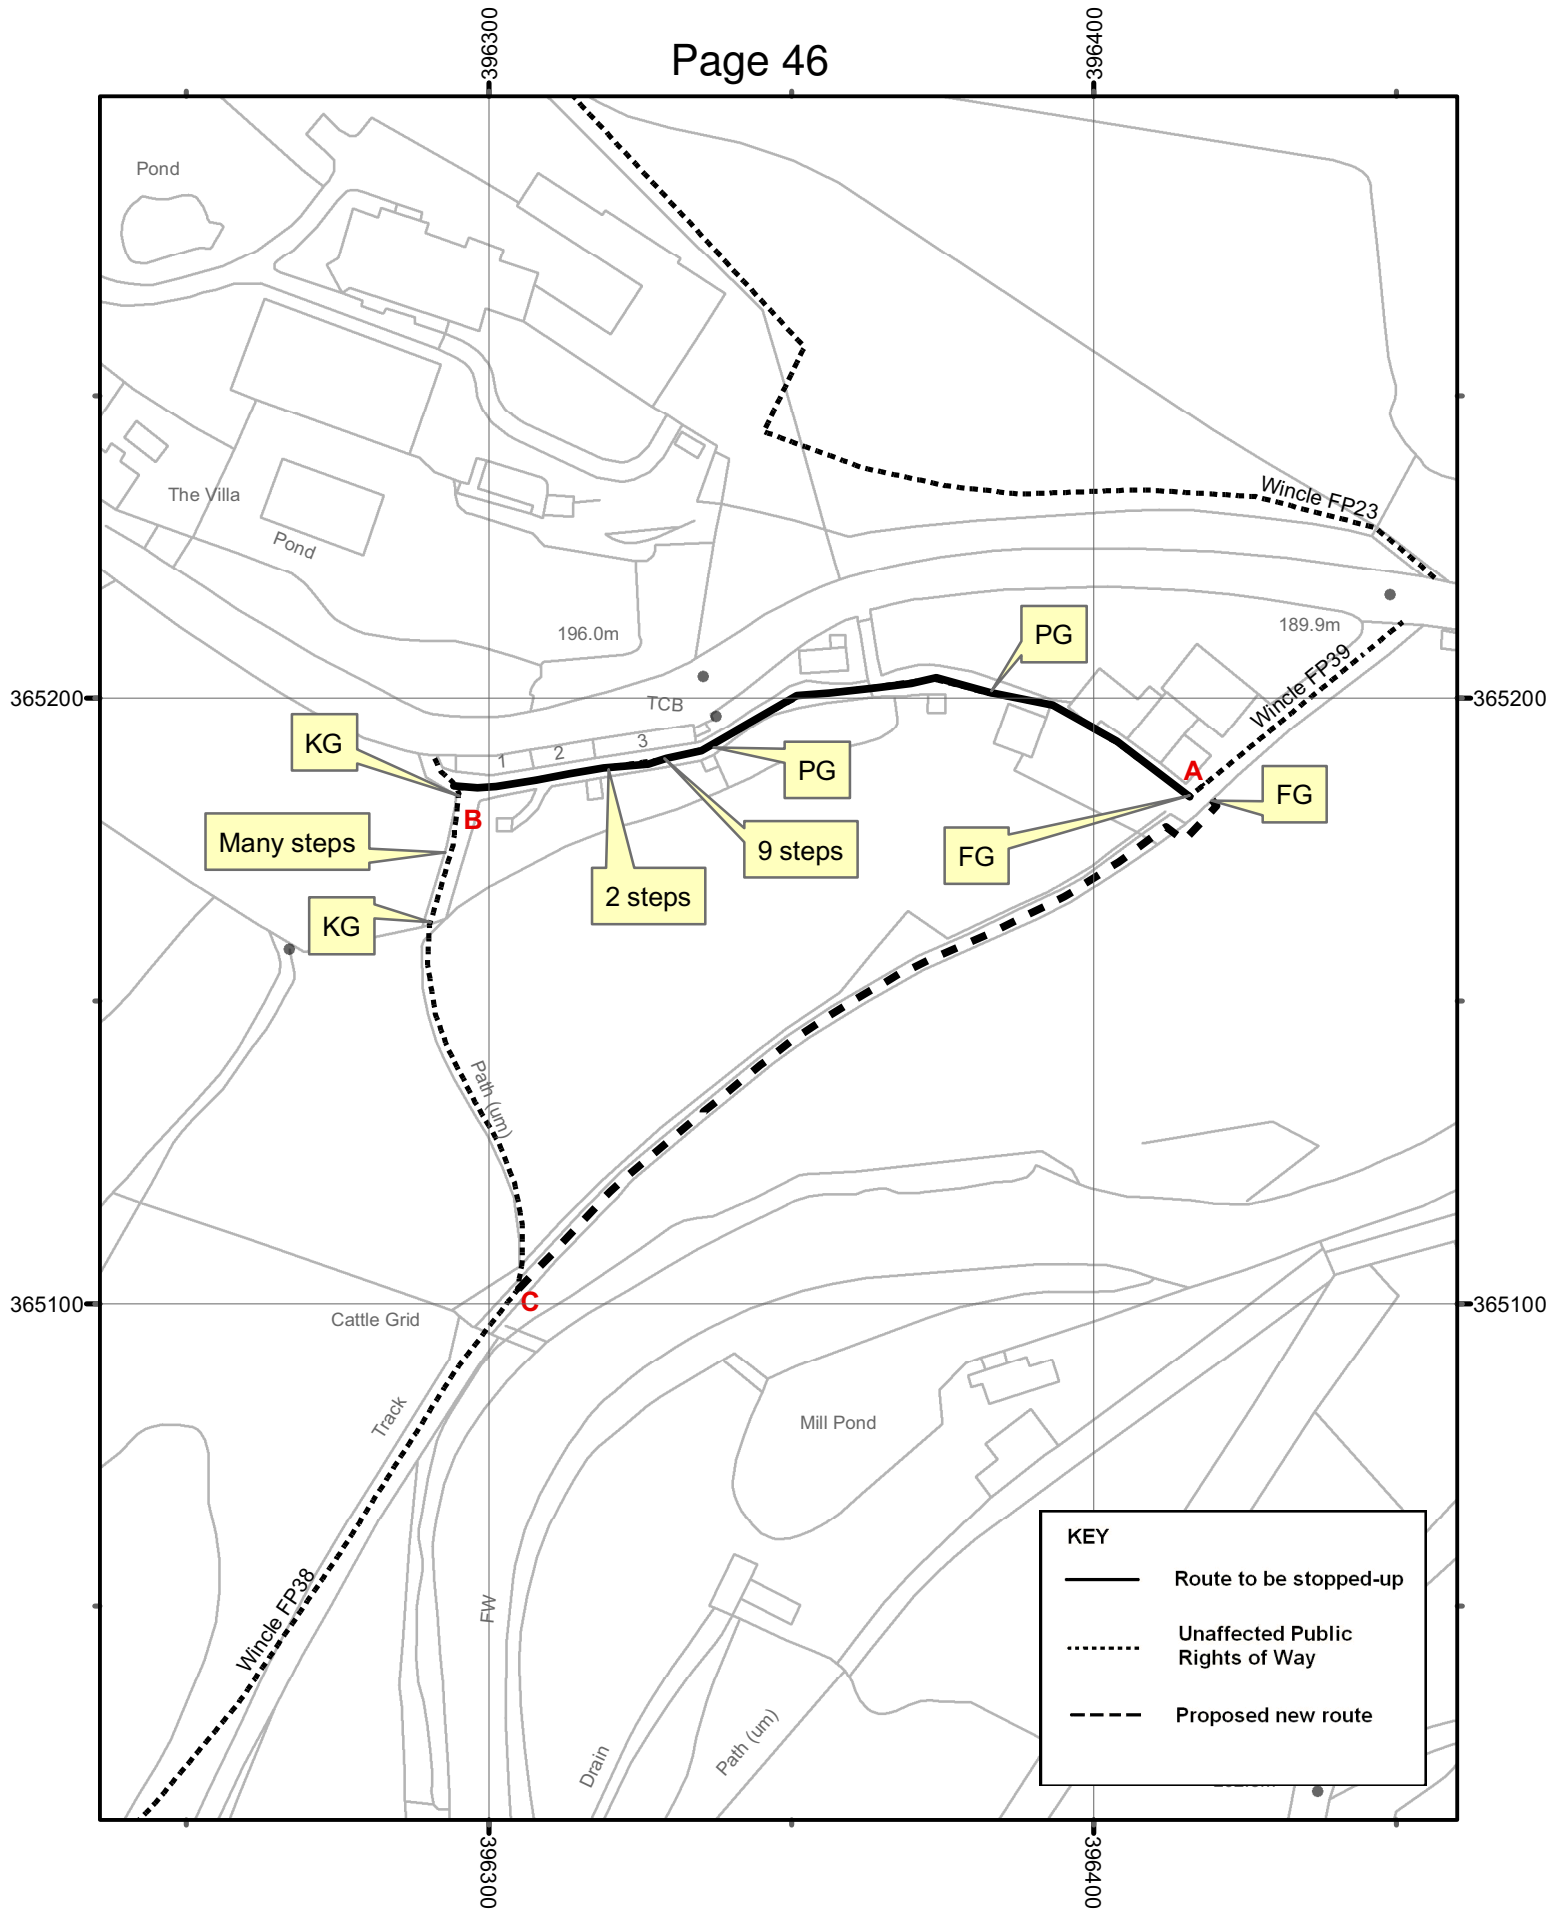 396300
396400
Page 46
Pond
The Villa
Pond
Wincle FP23
196.0m
PG
189.9m
Wincle FP39
365200
365200
TCB
KG
1
2
3
PG
A
FG
B
Many steps
9 steps
FG
2 steps
KG
Path (um)
365100
365100
C
Cattle Grid
Track
Mill Pond
Wincle FP38
FW
Drain
Path (um)
KEY
Route to be stopped-up
Unaffected Public
Rights of Way
Proposed new route
396300
396400